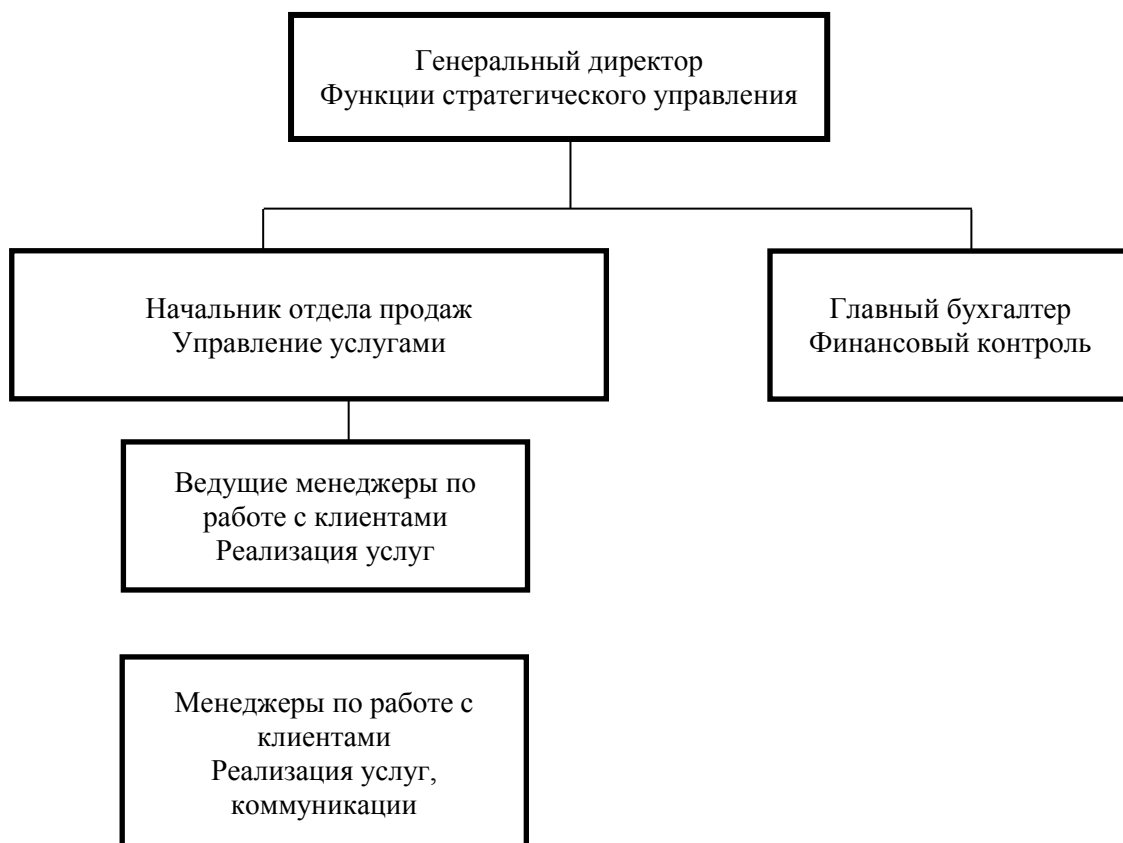 Генеральный директор
Функции стратегического управления
Начальник отдела продаж
Управление услугами
Главный бухгалтер
Финансовый контроль
Ведущие менеджеры по
работе с клиентами
Реализация услуг
Менеджеры по работе с
клиентами
Реализация услуг,
коммуникации